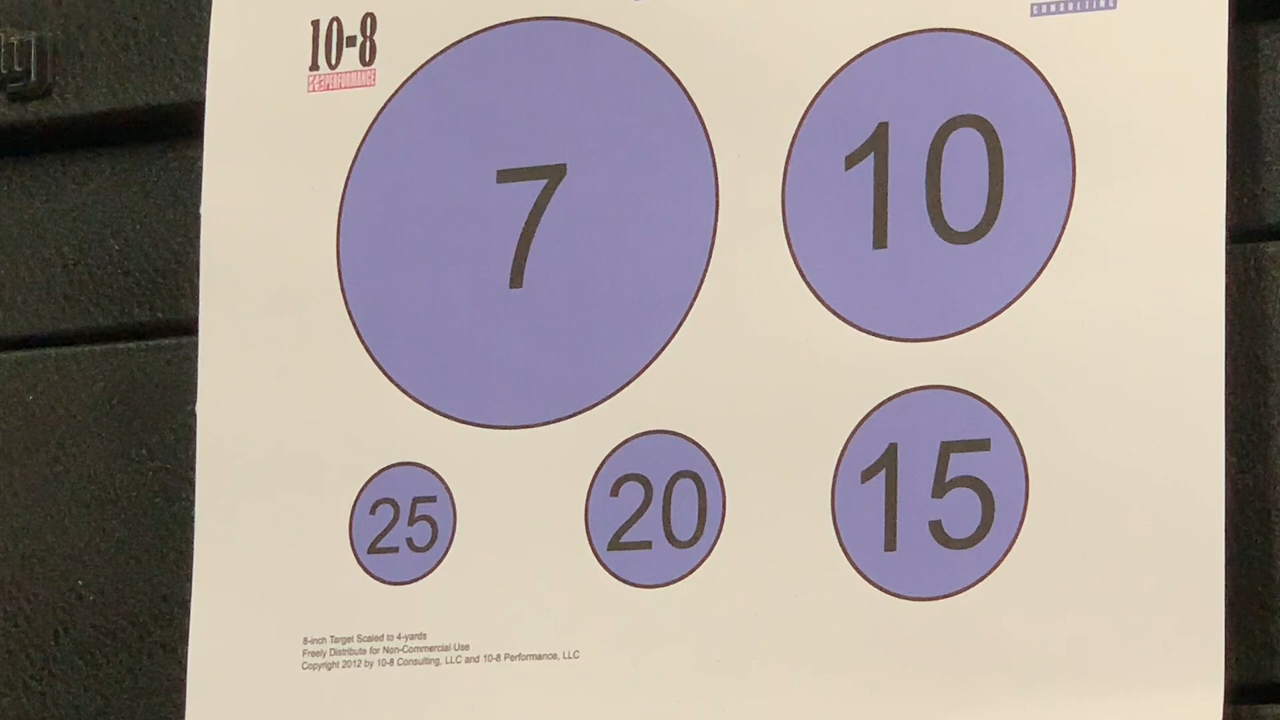 10-8
PERFORMANCE
CONSULTING
7
10
25
20
15
8-inch Target Scaled to 4-yards
Freely Distribute for Non-Commercial Use
Copyright 2012 by 10-8 Consulting, LLC and 10-8 Performance, LLC